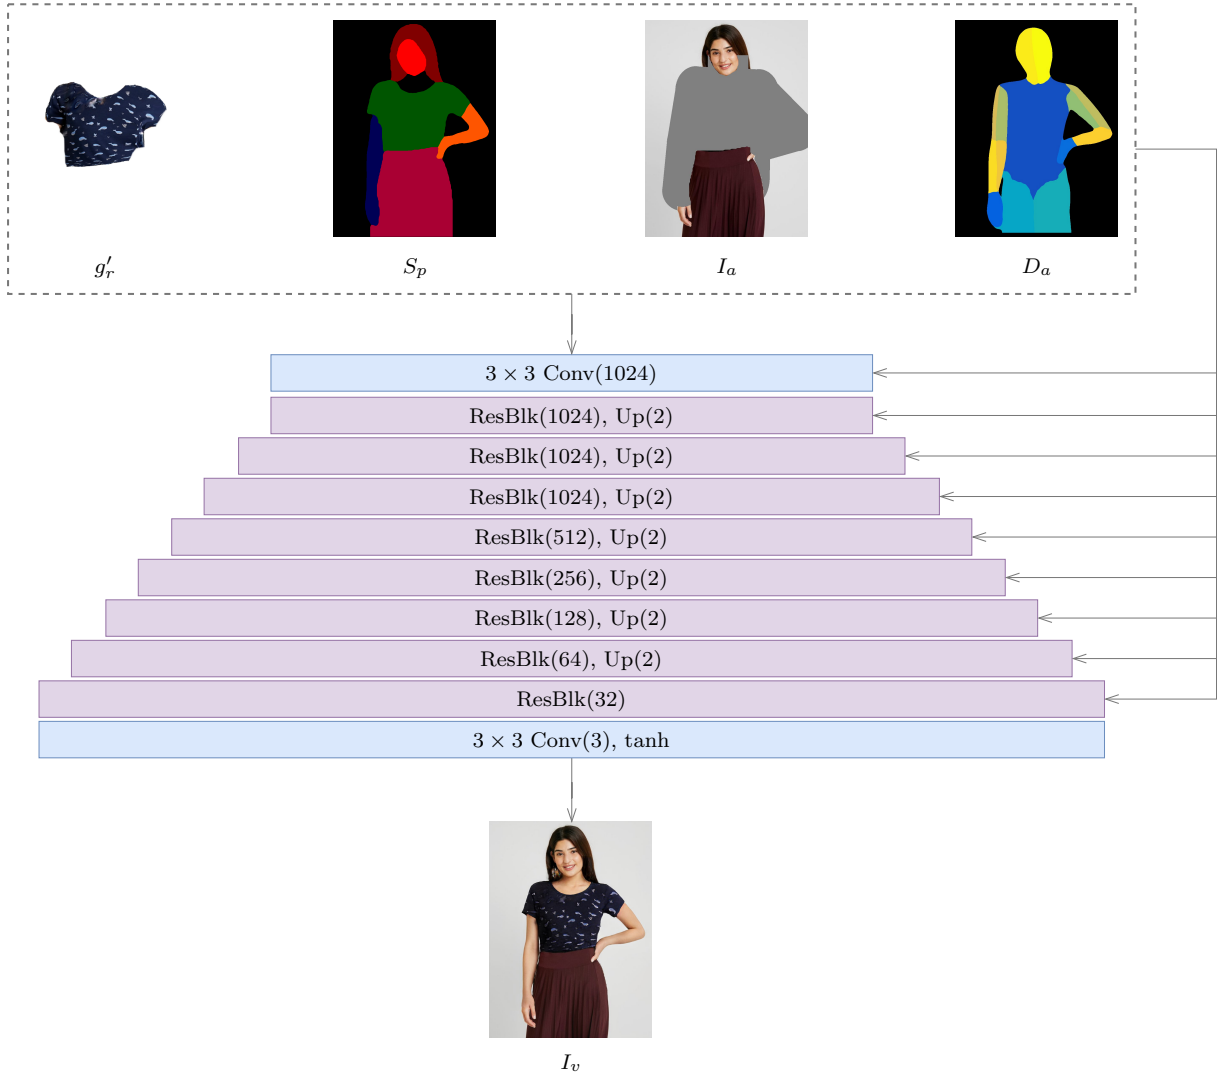 g′ᵣ
Sₚ
Iₐ
Dₐ
3 × 3 Conv(1024)
ResBlk(1024), Up(2)
ResBlk(1024), Up(2)
ResBlk(1024), Up(2)
ResBlk(512), Up(2)
ResBlk(256), Up(2)
ResBlk(128), Up(2)
ResBlk(64), Up(2)
ResBlk(32)
3 × 3 Conv(3), tanh
Iᵥ